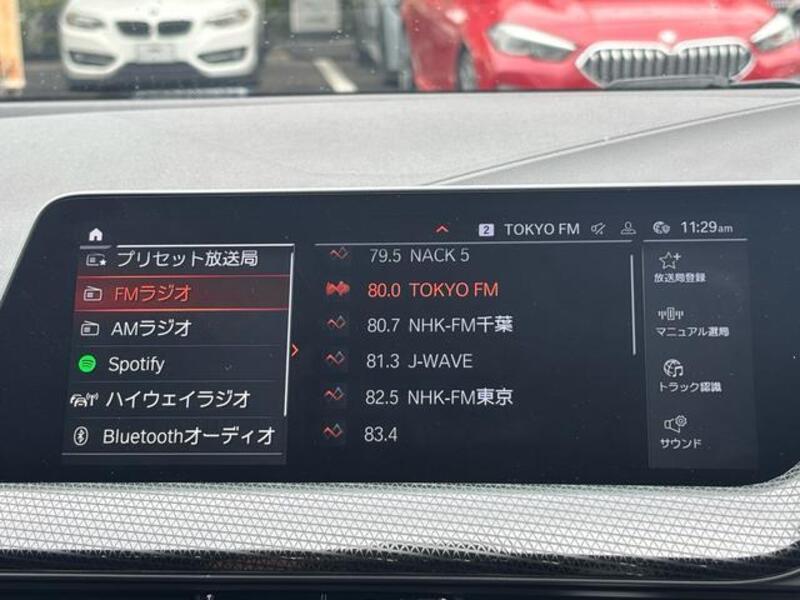 2 TOKYO FM 11:29am
プリセット放送局
FMラジオ
AMラジオ
Spotify
ハイウェイラジオ
Bluetoothオーディオ
79.5 NACK 5
80.0 TOKYO FM
80.7 NHK-FM千葉
81.3 J-WAVE
82.5 NHK-FM東京
83.4
放送局登録
マニュアル選局
トラック認識
サウンド